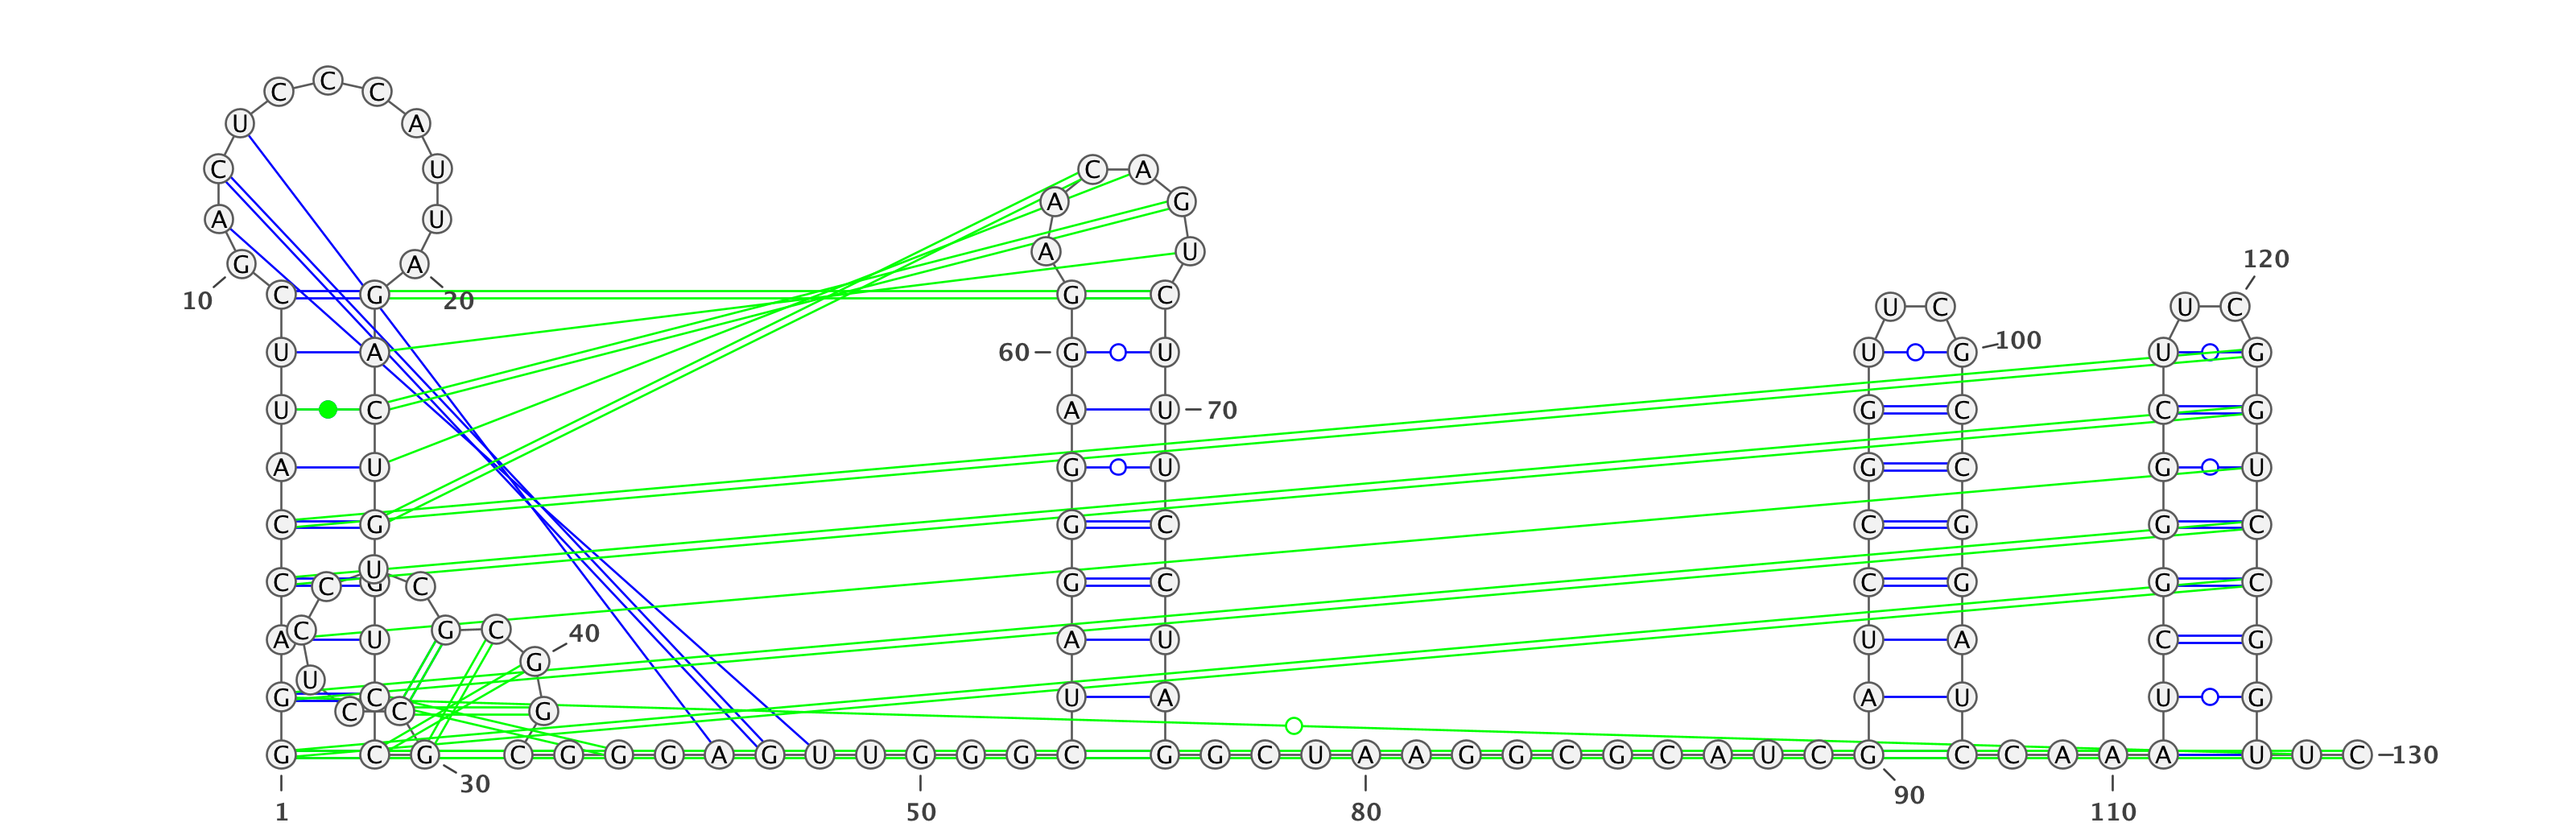 C C C
U A
C U C A
A G
A U
A U 120
G A
10 C G 20 G C U C U C
U A 60 G U U G 100 U G
U C A U 70 G C C G
A U G U G C G U
C G G C C G G C
U
C C G C G C C G G C
A C U G C 40 A U U A C G
G
U
G C U A A U U G
C C G
G C G C G G G A G U U G G G C G G C U A A G G C G C A U C G C C A A A U U C 130
30 90
1 50 80 110